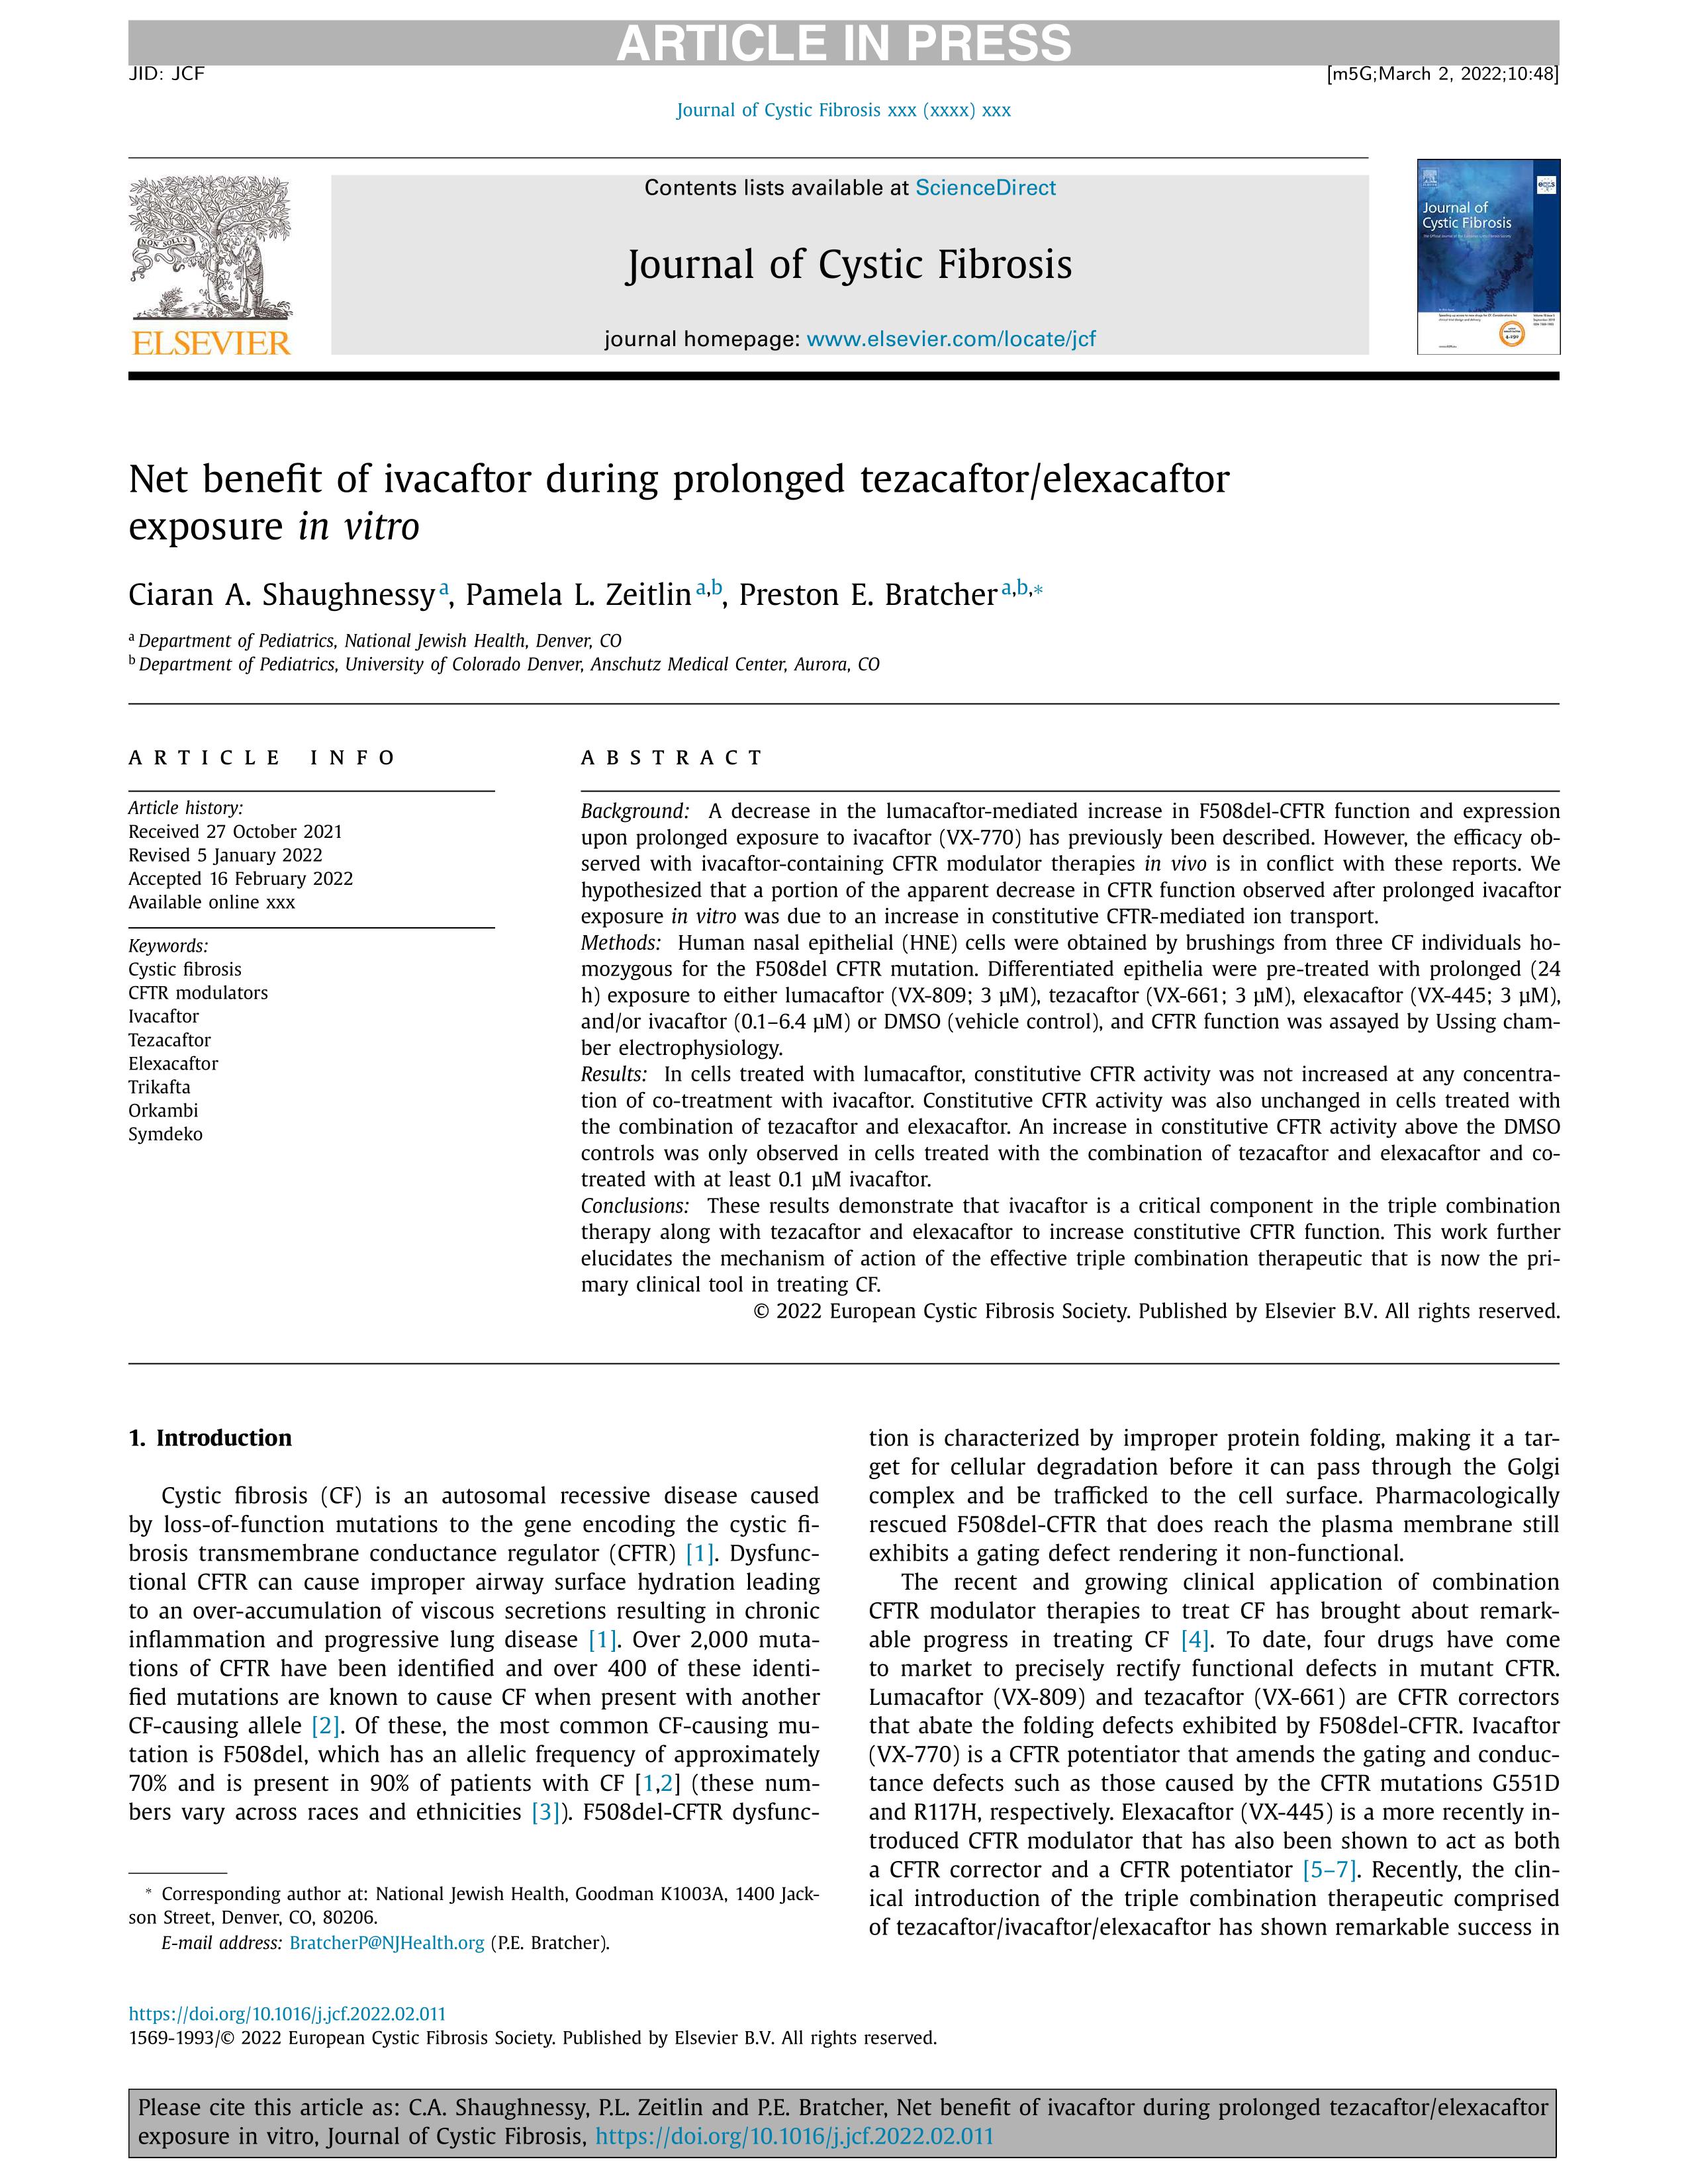 ARTICLE IN PRESS
JID: JCF
[m5G;March 2, 2022;10:48]
Journal of Cystic Fibrosis xxx (xxxx) xxx
NON SOLUS
ELSEVIER
Contents lists available at ScienceDirect
Journal of Cystic Fibrosis
journal homepage: www.elsevier.com/locate/jcf
Journal of
Cystic Fibrosis
Net benefit of ivacaftor during prolonged tezacaftor/elexacaftor
exposure in vitro
Ciaran A. Shaughnessy a, Pamela L. Zeitlin a,b, Preston E. Bratcher a,b,*
a Department of Pediatrics, National Jewish Health, Denver, CO
b Department of Pediatrics, University of Colorado Denver, Anschutz Medical Center, Aurora, CO
ARTICLE INFO
Article history:
Received 27 October 2021
Revised 5 January 2022
Accepted 16 February 2022
Available online xxx
Keywords:
Cystic fibrosis
CFTR modulators
Ivacaftor
Tezacaftor
Elexacaftor
Trikafta
Orkambi
Symdeko
ABSTRACT
Background: A decrease in the lumacaftor-mediated increase in F508del-CFTR function and expression
upon prolonged exposure to ivacaftor (VX-770) has previously been described. However, the efficacy ob-
served with ivacaftor-containing CFTR modulator therapies in vivo is in conflict with these reports. We
hypothesized that a portion of the apparent decrease in CFTR function observed after prolonged ivacaftor
exposure in vitro was due to an increase in constitutive CFTR-mediated ion transport.
Methods: Human nasal epithelial (HNE) cells were obtained by brushings from three CF individuals ho-
mozygous for the F508del CFTR mutation. Differentiated epithelia were pre-treated with prolonged (24
h) exposure to either lumacaftor (VX-809; 3 μM), tezacaftor (VX-661; 3 μM), elexacaftor (VX-445; 3 μM),
and/or ivacaftor (0.1–6.4 μM) or DMSO (vehicle control), and CFTR function was assayed by Ussing cham-
ber electrophysiology.
Results: In cells treated with lumacaftor, constitutive CFTR activity was not increased at any concentra-
tion of co-treatment with ivacaftor. Constitutive CFTR activity was also unchanged in cells treated with
the combination of tezacaftor and elexacaftor. An increase in constitutive CFTR activity above the DMSO
controls was only observed in cells treated with the combination of tezacaftor and elexacaftor and co-
treated with at least 0.1 μM ivacaftor.
Conclusions: These results demonstrate that ivacaftor is a critical component in the triple combination
therapy along with tezacaftor and elexacaftor to increase constitutive CFTR function. This work further
elucidates the mechanism of action of the effective triple combination therapeutic that is now the pri-
mary clinical tool in treating CF.
© 2022 European Cystic Fibrosis Society. Published by Elsevier B.V. All rights reserved.
1. Introduction
Cystic fibrosis (CF) is an autosomal recessive disease caused
by loss-of-function mutations to the gene encoding the cystic fi-
brosis transmembrane conductance regulator (CFTR) [1]. Dysfunc-
tional CFTR can cause improper airway surface hydration leading
to an over-accumulation of viscous secretions resulting in chronic
inflammation and progressive lung disease [1]. Over 2,000 muta-
tions of CFTR have been identified and over 400 of these identi-
fied mutations are known to cause CF when present with another
CF-causing allele [2]. Of these, the most common CF-causing mu-
tation is F508del, which has an allelic frequency of approximately
70% and is present in 90% of patients with CF [1,2] (these num-
bers vary across races and ethnicities [3]). F508del-CFTR dysfunc-
tion is characterized by improper protein folding, making it a tar-
get for cellular degradation before it can pass through the Golgi
complex and be trafficked to the cell surface. Pharmacologically
rescued F508del-CFTR that does reach the plasma membrane still
exhibits a gating defect rendering it non-functional.
The recent and growing clinical application of combination
CFTR modulator therapies to treat CF has brought about remark-
able progress in treating CF [4]. To date, four drugs have come
to market to precisely rectify functional defects in mutant CFTR.
Lumacaftor (VX-809) and tezacaftor (VX-661) are CFTR correctors
that abate the folding defects exhibited by F508del-CFTR. Ivacaftor
(VX-770) is a CFTR potentiator that amends the gating and conduc-
tance defects such as those caused by the CFTR mutations G551D
and R117H, respectively. Elexacaftor (VX-445) is a more recently in-
troduced CFTR modulator that has also been shown to act as both
a CFTR corrector and a CFTR potentiator [5–7]. Recently, the clin-
ical introduction of the triple combination therapeutic comprised
of tezacaftor/ivacaftor/elexacaftor has shown remarkable success in
* Corresponding author at: National Jewish Health, Goodman K1003A, 1400 Jack-
son Street, Denver, CO, 80206.
E-mail address: BratcherP@NJHealth.org (P.E. Bratcher).
https://doi.org/10.1016/j.jcf.2022.02.011
1569-1993/© 2022 European Cystic Fibrosis Society. Published by Elsevier B.V. All rights reserved.
Please cite this article as: C.A. Shaughnessy, P.L. Zeitlin and P.E. Bratcher, Net benefit of ivacaftor during prolonged tezacaftor/elexacaftor
exposure in vitro, Journal of Cystic Fibrosis, https://doi.org/10.1016/j.jcf.2022.02.011